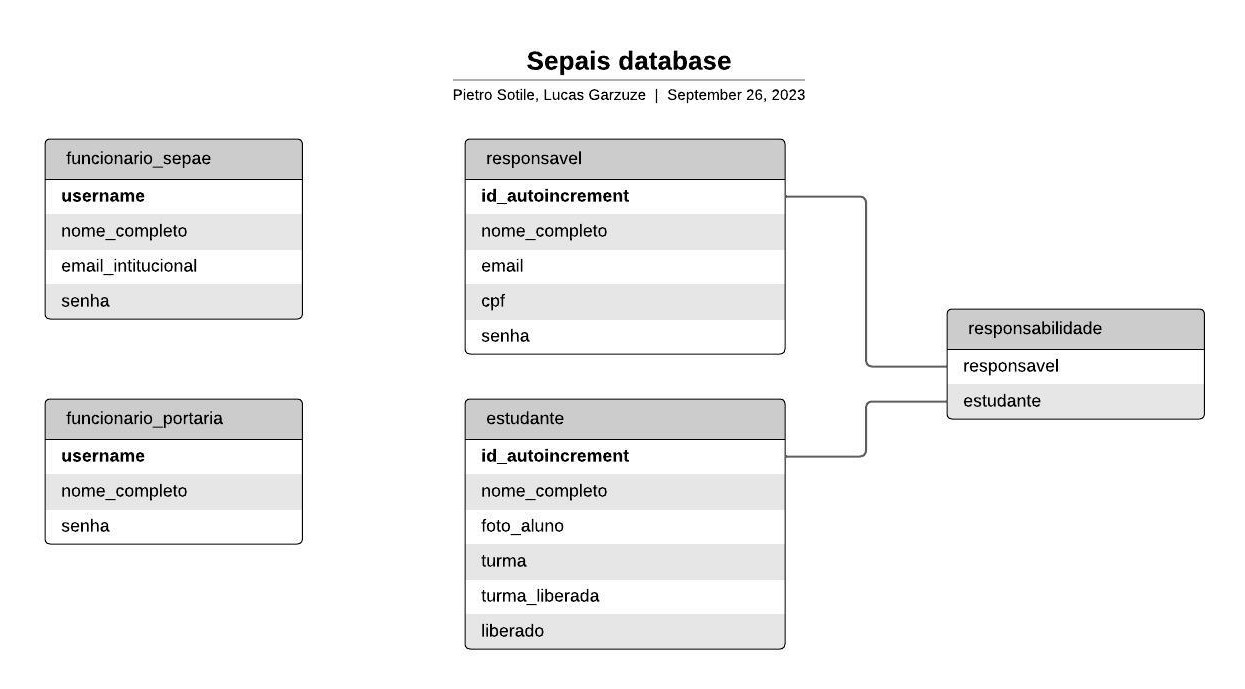 Sepais database
Pietro Sotile, Lucas Garzuze | September 26, 2023
funcionario_sepae
username
nome_completo
email_intitucional
senha
funcionario_portaria
username
nome_completo
senha
responsavel
id_autoincrement
nome_completo
email
cpf
senha
estudante
id_autoincrement
nome_completo
foto_aluno
turma
turma_liberada
liberado
responsabilidade
responsavel
estudante